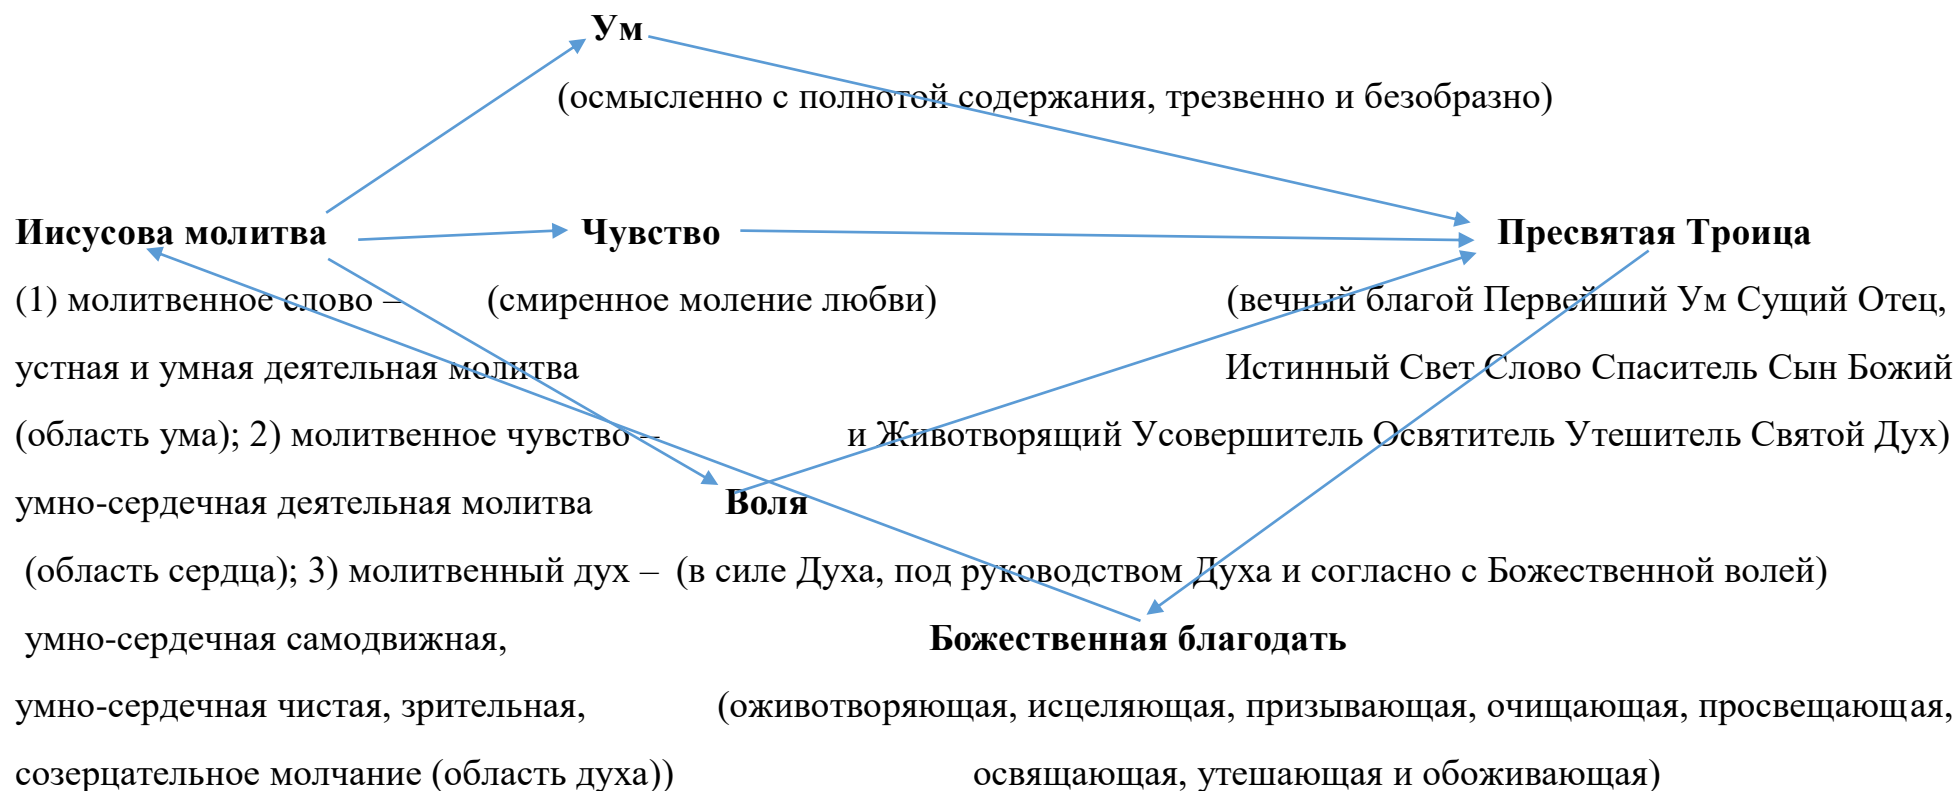 Ум
(осмысленно с полнотой содержания, трезвенно и безобразно)
Иисусова молитва Чувство Пресвятая Троица
(1) молитвенное слово – (смиренное моление любви) (вечный благой Первейший Ум Сущий Отец,
устная и умная деятельная молитва Истинный Свет Слово Спаситель Сын Божий
(область ума); 2) молитвенное чувство – и Животворящий Усовершитель Освятитель Утешитель Святой Дух)
умно-сердечная деятельная молитва Воля
(область сердца); 3) молитвенный дух – (в силе Духа, под руководством Духа и согласно с Божественной волей)
умно-сердечная самодвижная, Божественная благодать
умно-сердечная чистая, зрительная, (оживотворяющая, исцеляющая, призывающая, очищающая, просвещающая,
созерцательное молчание (область духа)) освящающая, утешающая и обоживающая)